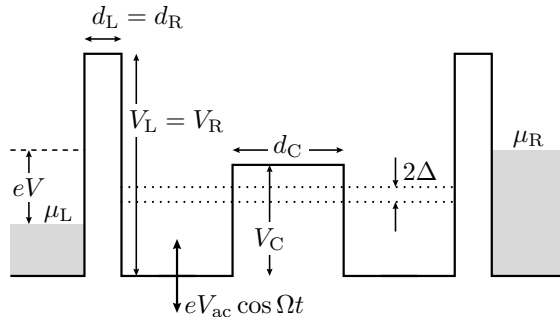 d_L = d_R
V_L = V_R
d_C
μ_R
2Δ
eV
μ_L
V_C
eV_ac cos Ωt